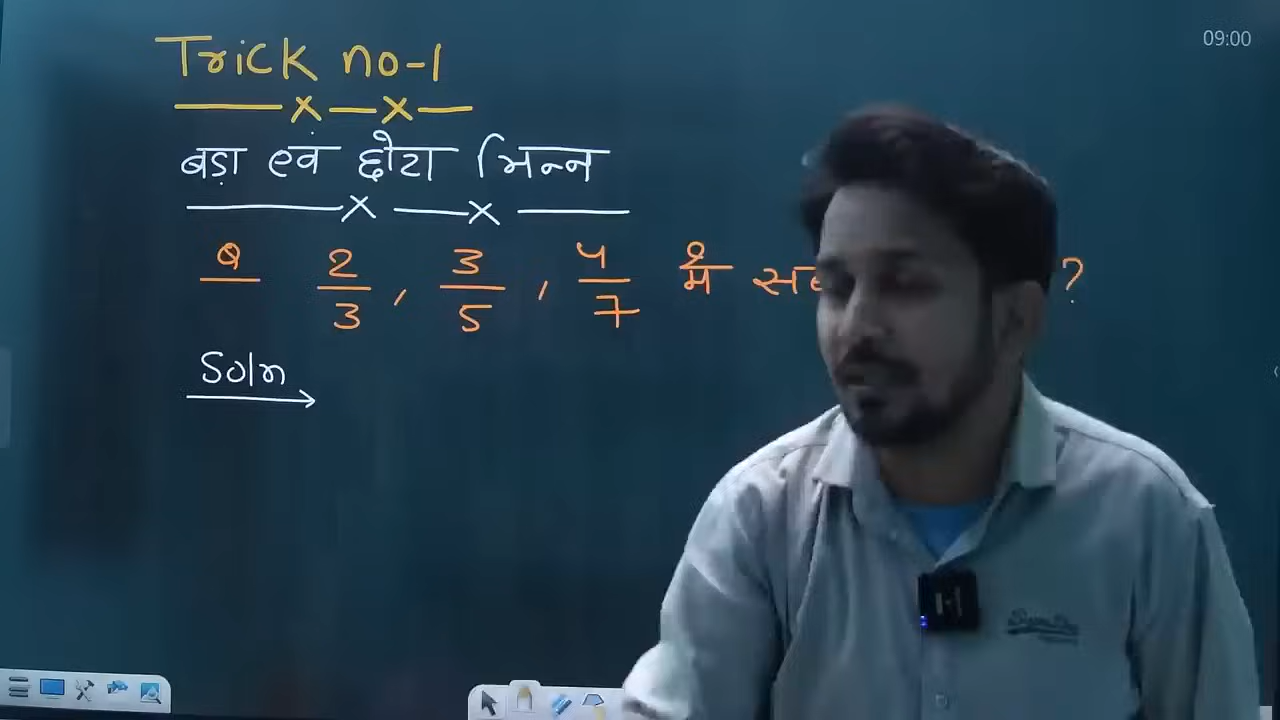 09:00
Trick no-1
बड़ा एवं छोटा भिन्न
Q 2/3, 3/5, 4/7 में ?
Soln